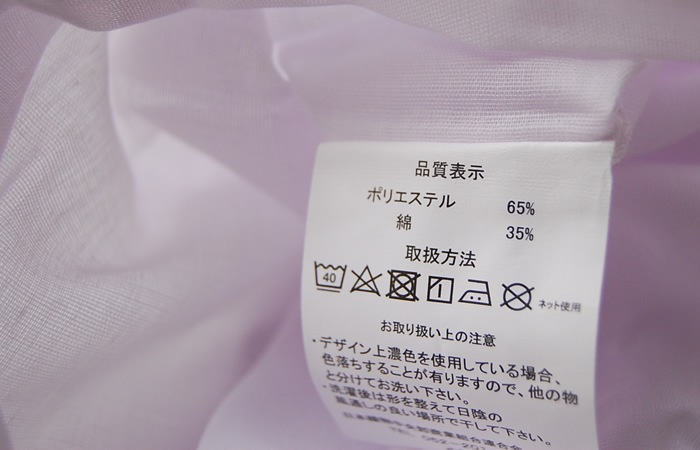 品質表示
ポリエステル 65%
綿 35%
取扱方法
40 ネット使用
お取り扱い上の注意
・デザイン上濃色を使用している場合、
色落ちすることが有りますので、他の物
と分けてお洗い下さい。
・洗濯後は形を整えて日陰の
風通しの良い場所で干して下さい。